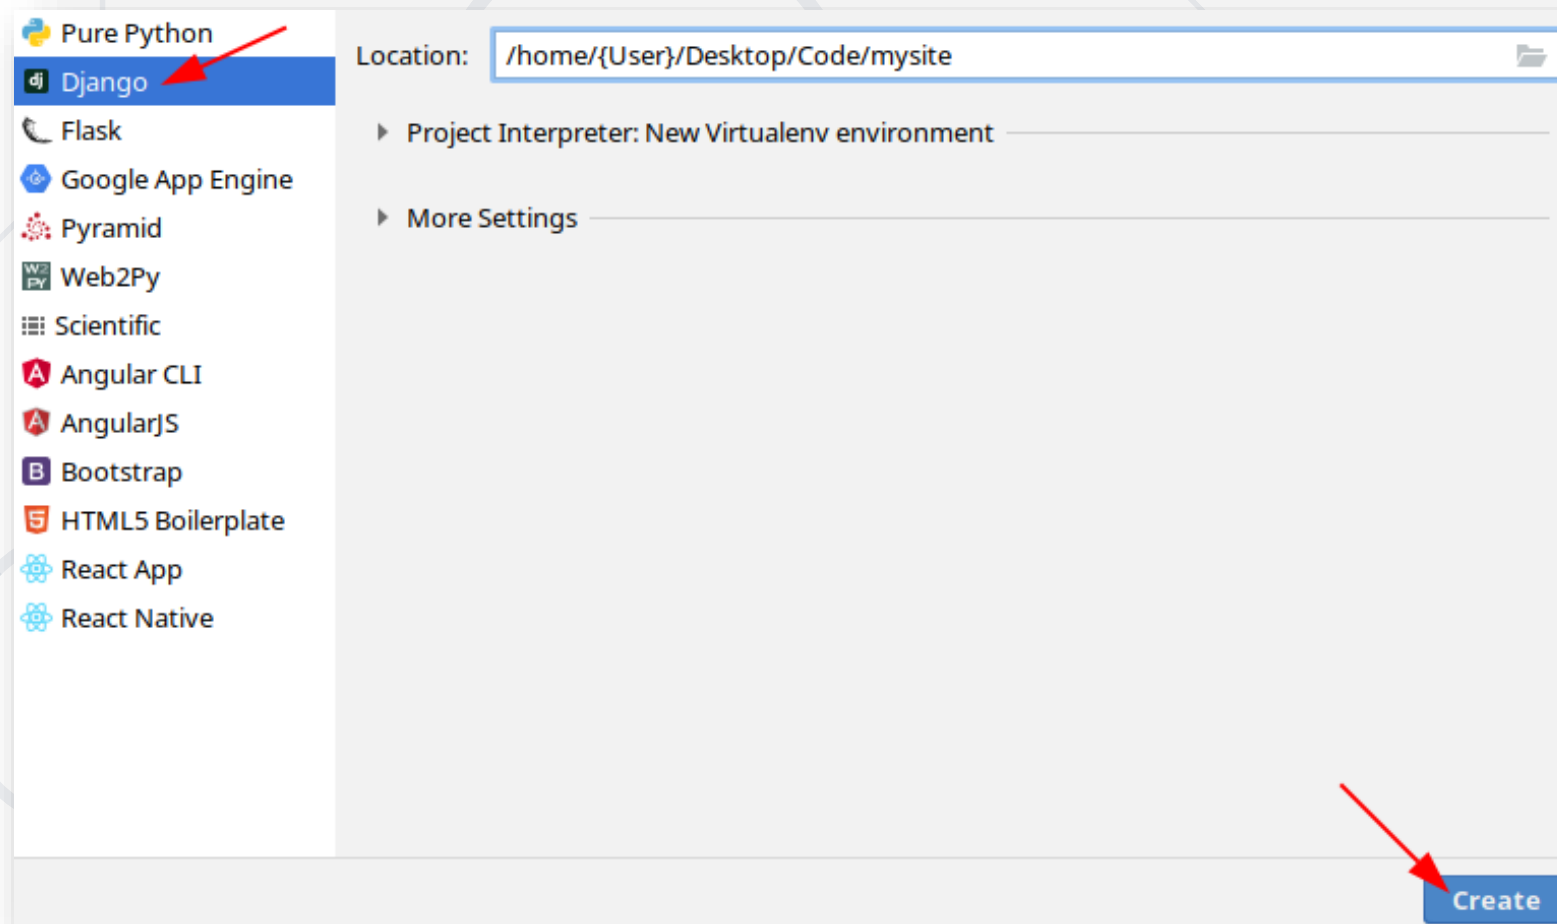 Pure Python
Django
Flask
Google App Engine
Pyramid
Web2Py
Scientific
Angular CLI
AngularJS
Bootstrap
HTML5 Boilerplate
React App
React Native
Location: /home/{User}/Desktop/Code/mysite
Project Interpreter: New Virtualenv environment
More Settings
Create